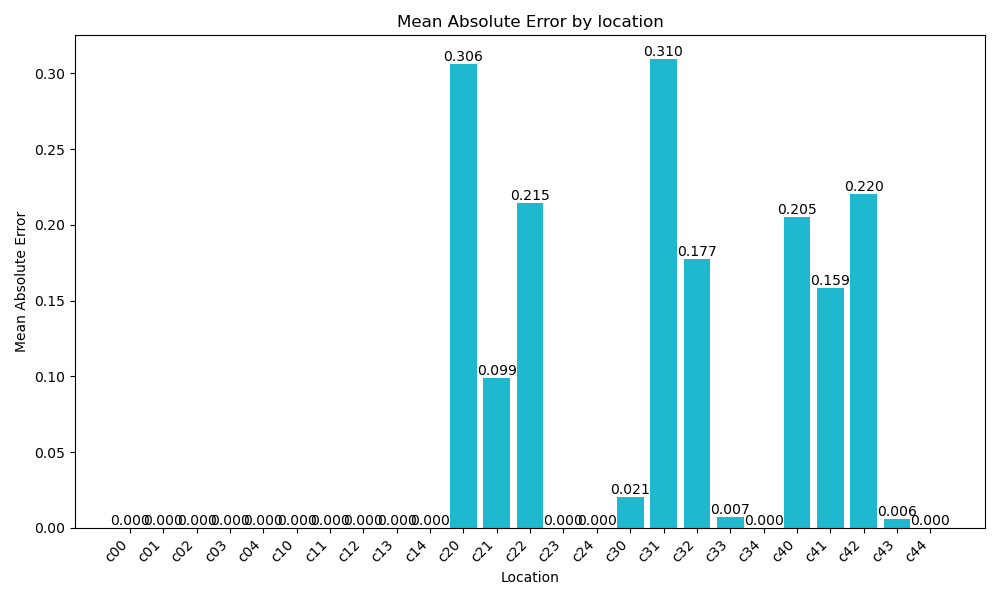 Mean Absolute Error by location
Mean Absolute Error
0.30
0.25
0.20
0.15
0.10
0.05
0.00
0.000 0.000 0.000 0.000 0.000 0.000 0.000 0.000 0.000 0.000 0.306 0.099 0.215 0.000 0.000 0.021 0.310 0.177 0.007 0.000 0.205 0.159 0.220 0.006 0.000
c00 c01 c02 c03 c04 c10 c11 c12 c13 c14 c20 c21 c22 c23 c24 c30 c31 c32 c33 c34 c40 c41 c42 c43 c44
Location